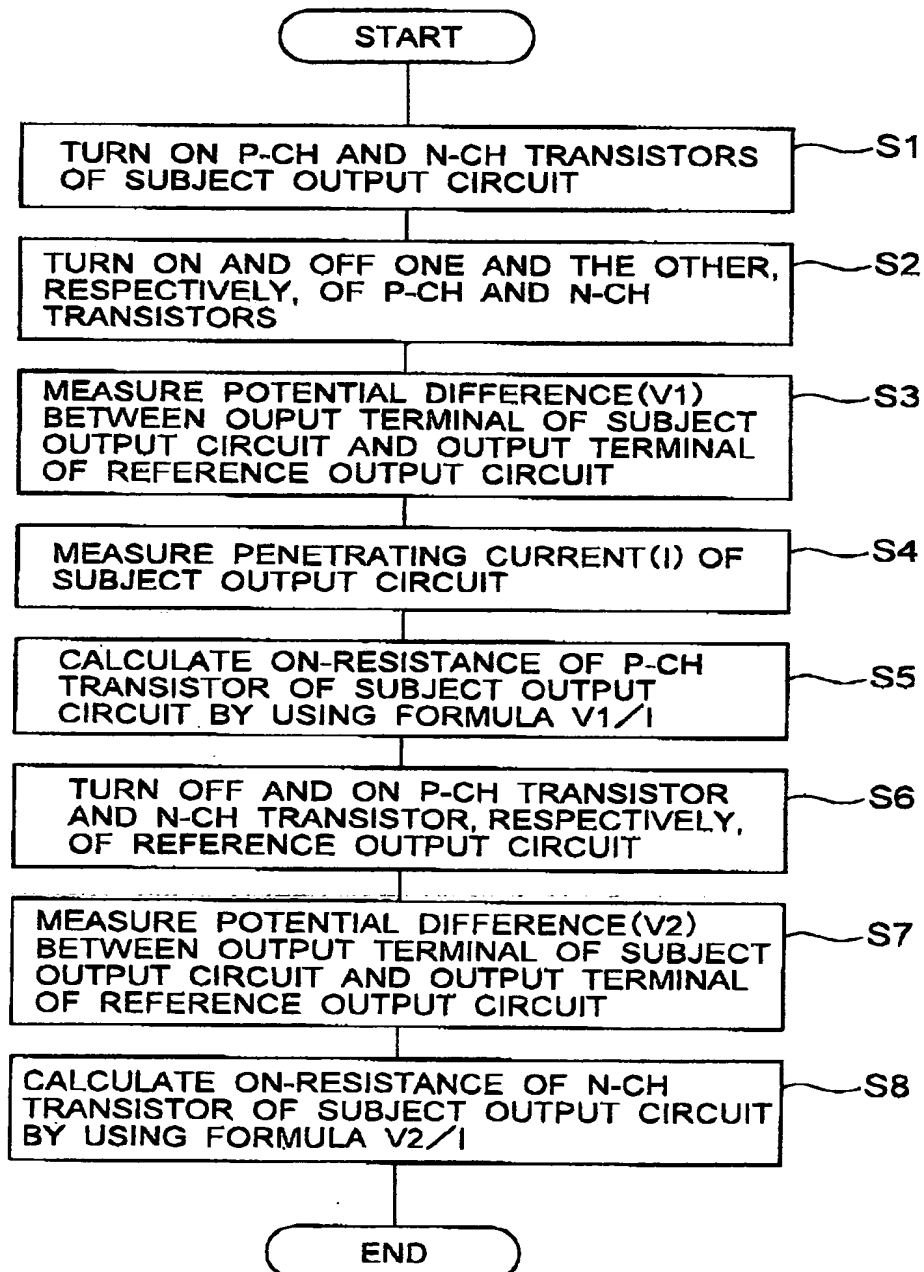 START
TURN ON P-CH AND N-CH TRANSISTORS
OF SUBJECT OUTPUT CIRCUIT
S1
TURN ON AND OFF ONE AND THE OTHER,
RESPECTIVELY, OF P-CH AND N-CH
TRANSISTORS
S2
MEASURE POTENTIAL DIFFERENCE(V1)
BETWEEN OUPUT TERMINAL OF SUBJECT
OUTPUT CIRCUIT AND OUTPUT TERMINAL
OF REFERENCE OUTPUT CIRCUIT
S3
MEASURE PENETRATING CURRENT(I) OF
SUBJECT OUTPUT CIRCUIT
S4
CALCULATE ON-RESISTANCE OF P-CH
TRANSISTOR OF SUBJECT OUTPUT
CIRCUIT BY USING FORMULA V1/I
S5
TURN OFF AND ON P-CH TRANSISTOR
AND N-CH TRANSISTOR, RESPECTIVELY,
OF REFERENCE OUTPUT CIRCUIT
S6
MEASURE POTENTIAL DIFFERENCE(V2)
BETWEEN OUTPUT TERMINAL OF SUBJECT
OUTPUT CIRCUIT AND OUTPUT TERMINAL
OF REFERENCE OUTPUT CIRCUIT
S7
CALCULATE ON-RESISTANCE OF N-CH
TRANSISTOR OF SUBJECT OUTPUT CIRCUIT
BY USING FORMULA V2/I
S8
END